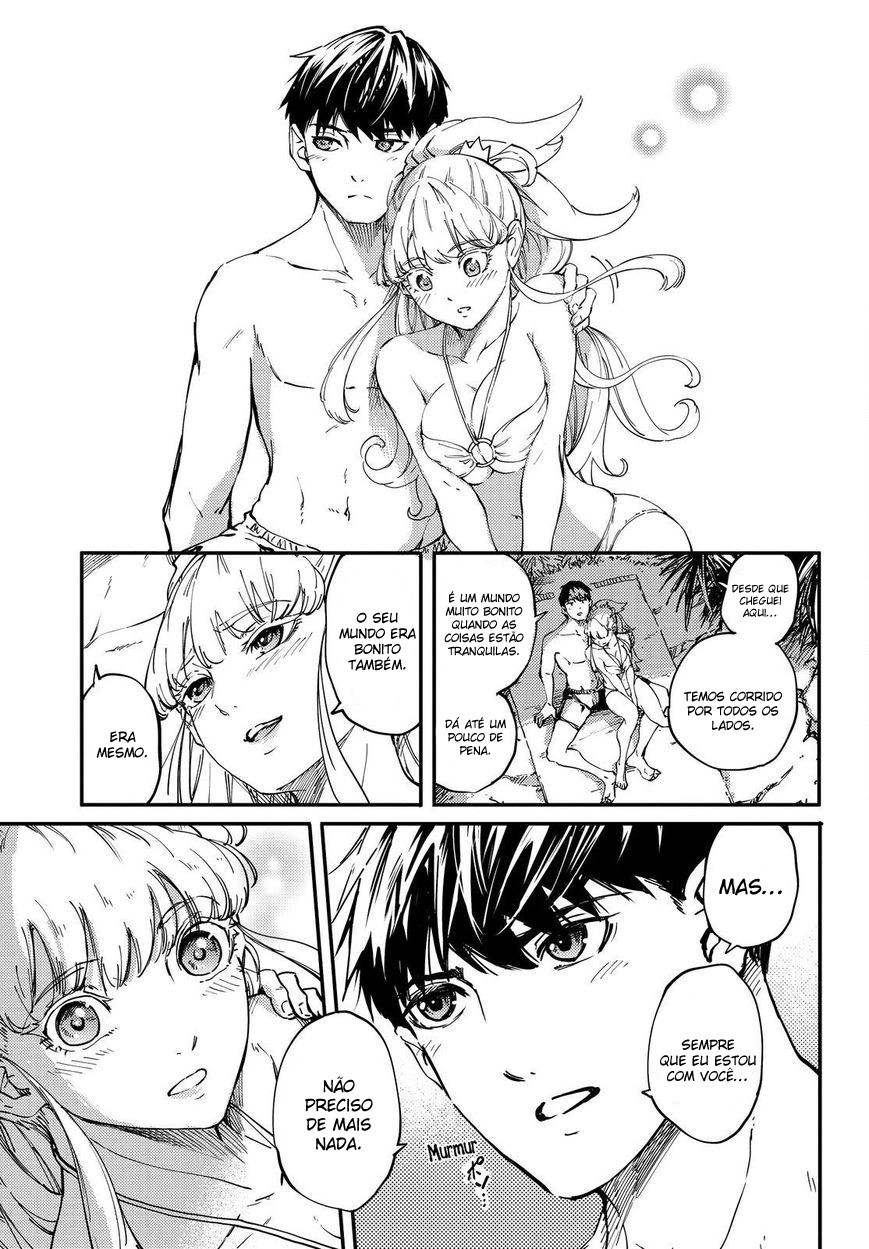 DESDE QUE
CHEGUEI
AQUI...
TEMOS CORRIDO
POR TODOS OS
LADOS.
É UM MUNDO
MUITO BONITO
QUANDO AS
COISAS ESTÃO
TRANQUILAS.
DÁ ATÉ UM
POUCO DE
PENA.
O SEU
MUNDO ERA
BONITO
TAMBÉM.
ERA
MESMO.
MAS...
SEMPRE
QUE EU ESTOU
COM VOCÊ...
NÃO
PRECISO
DE MAIS
NADA.
Murmur